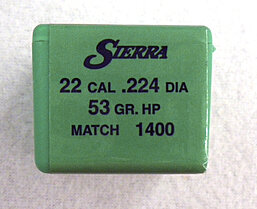 SIERRA
22 CAL .224 DIA
53 GR. HP
MATCH 1400